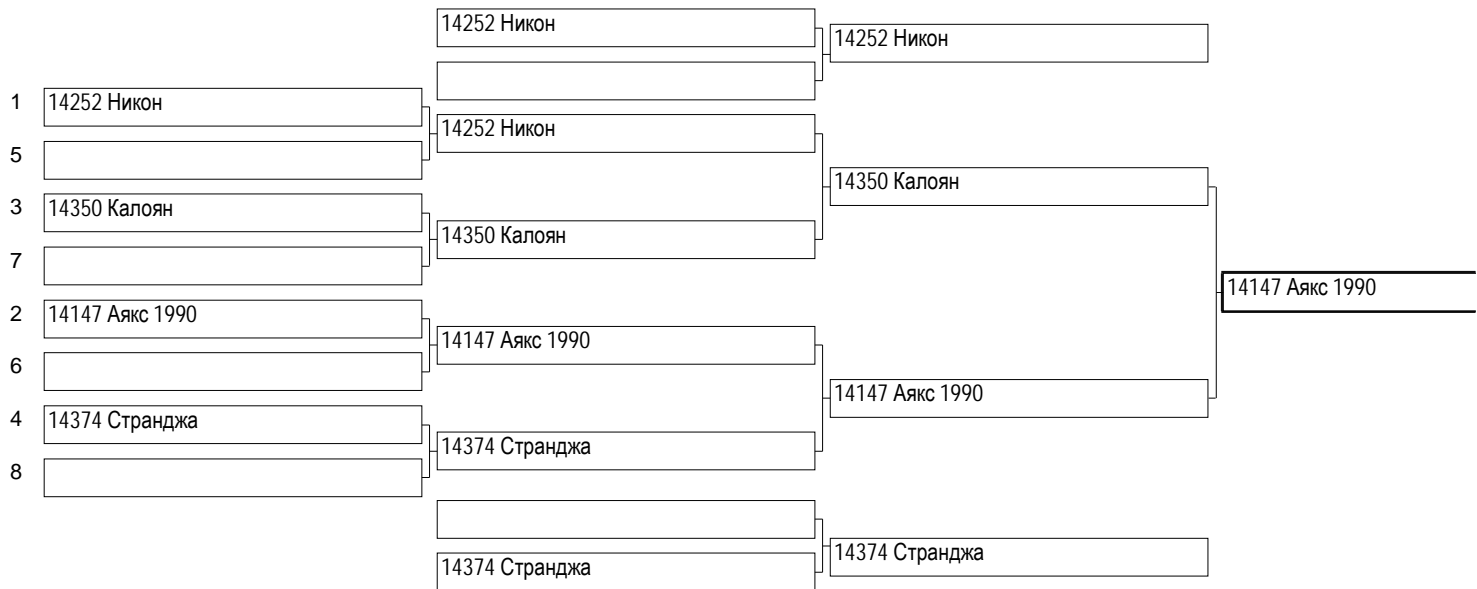 14252 Никон
14252 Никон
1 14252 Никон
14252 Никон
5
14350 Калоян
3 14350 Калоян
14350 Калоян
7
14147 Аякс 1990
2 14147 Аякс 1990
14147 Аякс 1990
6
14147 Аякс 1990
4 14374 Странджа
14374 Странджа
8
14374 Странджа
14374 Странджа